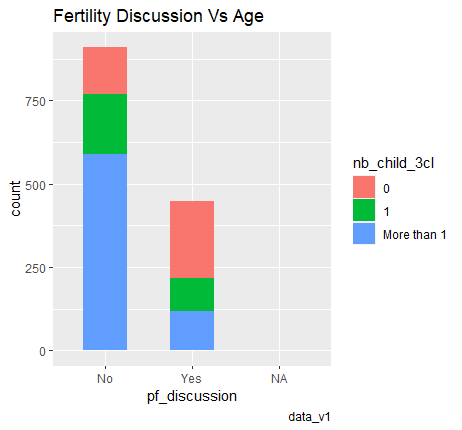 Fertility Discussion Vs Age
count
750
500
250
0
No Yes NA
pf_discussion
nb_child_3cl
0
1
More than 1
data_v1